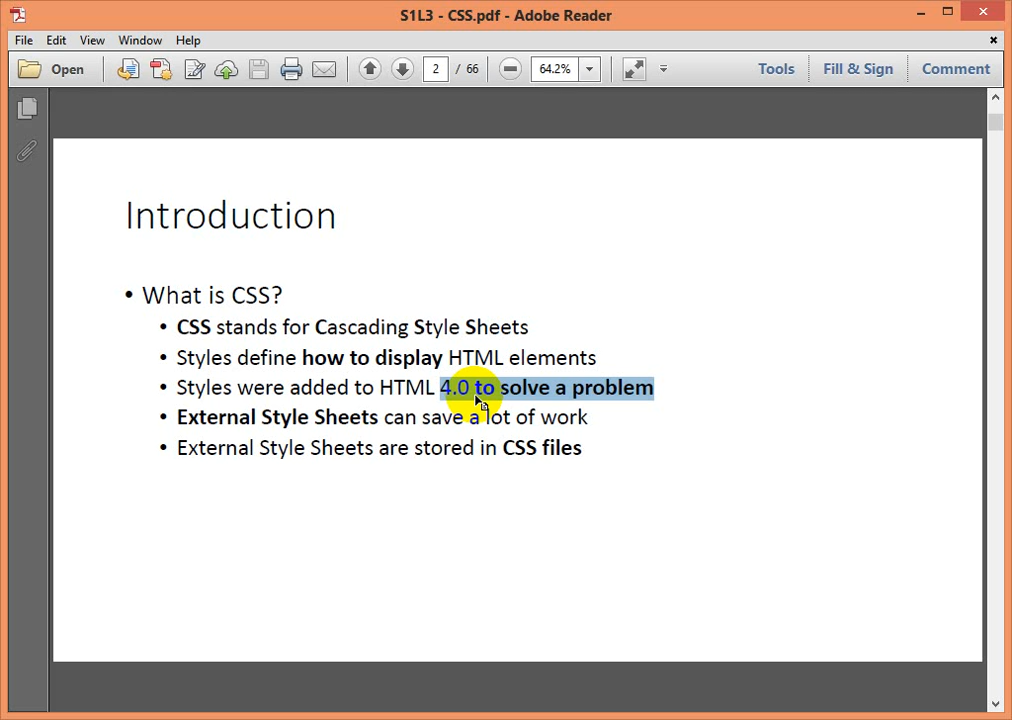 S1L3 - CSS.pdf - Adobe Reader
File Edit View Window Help
Open 2 / 66 64.2% Tools Fill & Sign Comment
Introduction
• What is CSS?
• CSS stands for Cascading Style Sheets
• Styles define how to display HTML elements
• Styles were added to HTML 4.0 to solve a problem
• External Style Sheets can save a lot of work
• External Style Sheets are stored in CSS files